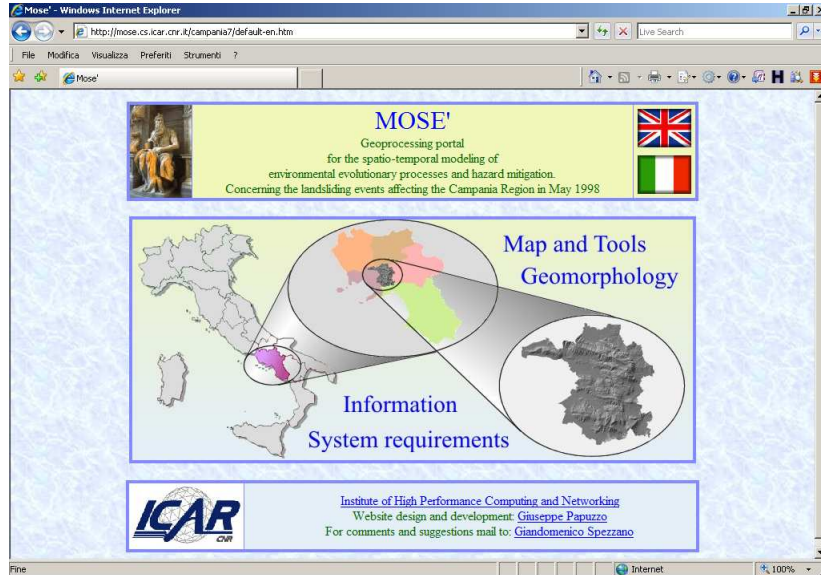 Mose' - Windows Internet Explorer
http://mose.cs.icar.cnr.it/campania7/default-en.htm
Live Search
File Modifica Visualizza Preferiti Strumenti ?
Mose'
MOSE'
Geoprocessing portal
for the spatio-temporal modeling of
environmental evolutionary processes and hazard mitigation.
Concerning the landsliding events affecting the Campania Region in May 1998
Map and Tools
Geomorphology
Information
System requirements
ICAR
CNR
Institute of High Performance Computing and Networking
Website design and development: Giuseppe Papuzzo
For comments and suggestions mail to: Giandomenico Spezzano
Fine
Internet
100%